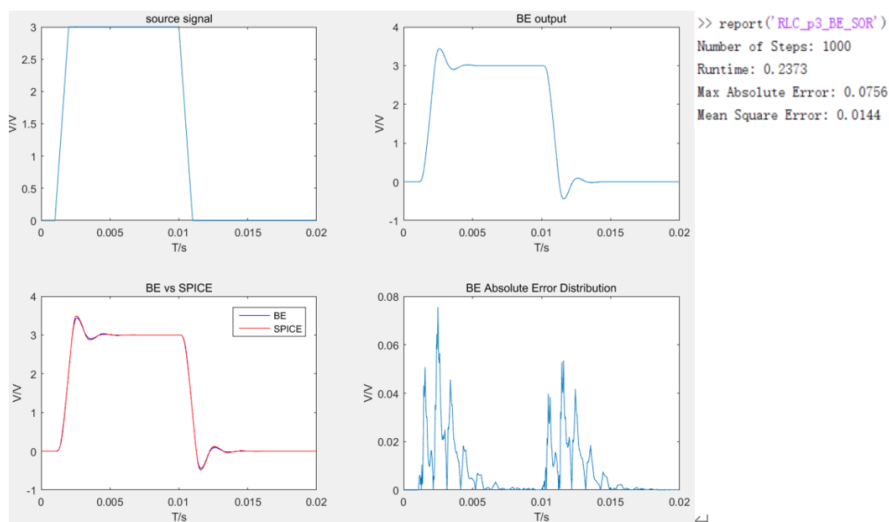 source signal
3
2.5
2
1.5
1
0.5
0
V/V
0
0.005
0.01
0.015
0.02
T/s
BE output
4
3
2
1
0
-1
V/V
0
0.005
0.01
0.015
0.02
T/s
>> report('RLC_p3_BE_SOR')
Number of Steps: 1000
Runtime: 0.2373
Max Absolute Error: 0.0756
Mean Square Error: 0.0144
BE vs SPICE
4
3
2
1
0
-1
V/V
BE
SPICE
0
0.005
0.01
0.015
0.02
T/s
BE Absolute Error Distribution
0.08
0.06
0.04
0.02
0
V/V
0
0.005
0.01
0.015
0.02
T/s